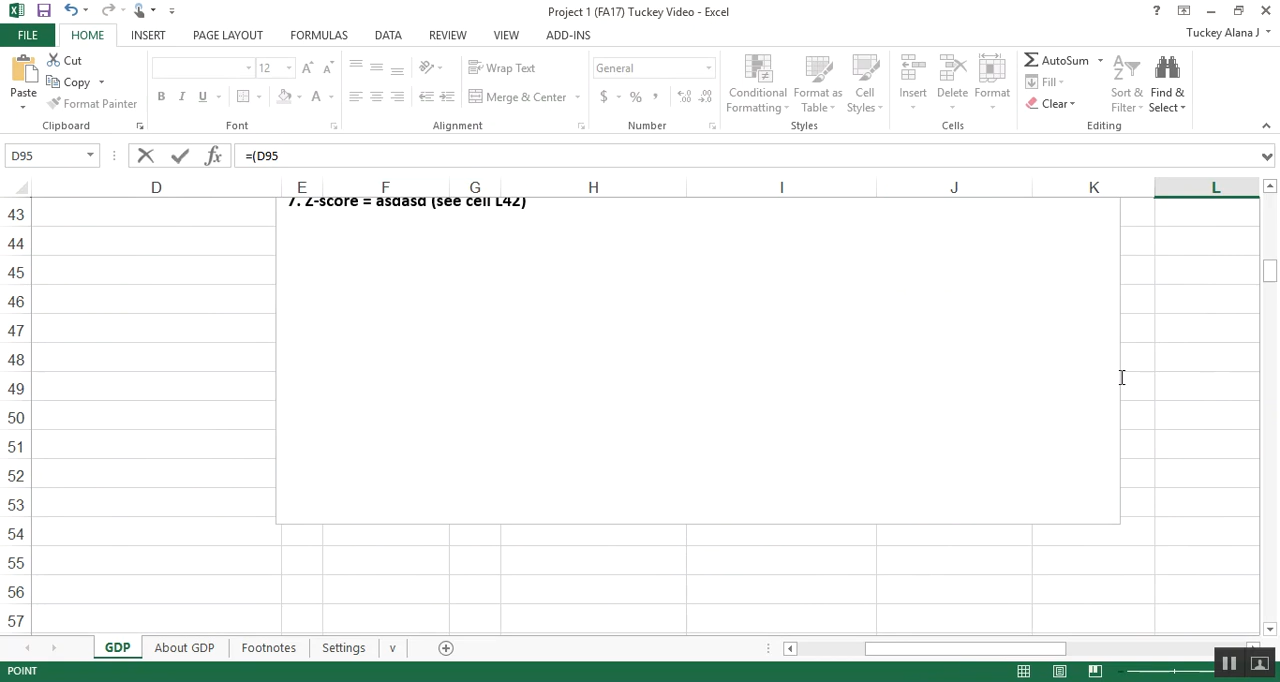 Project 1 (FA17) Tuckey Video - Excel
FILE HOME INSERT PAGE LAYOUT FORMULAS DATA REVIEW VIEW ADD-INS Tuckey Alana J
Cut
Copy
Format Painter
Paste
Clipboard
12
B I U A
Font
Wrap Text
Merge & Center
Alignment
General
$ % ,
Number
Conditional Formatting
Format as Table
Cell Styles
Styles
Insert Delete Format
Cells
AutoSum
Fill
Clear
Sort & Filter
Find & Select
Editing
D95 fx =(D95
D E F G H I J K L
7. Z-score = asdasd (see cell L42)
43
44
45
46
47
48
49
50
51
52
53
54
55
56
57
GDP About GDP Footnotes Settings v
POINT